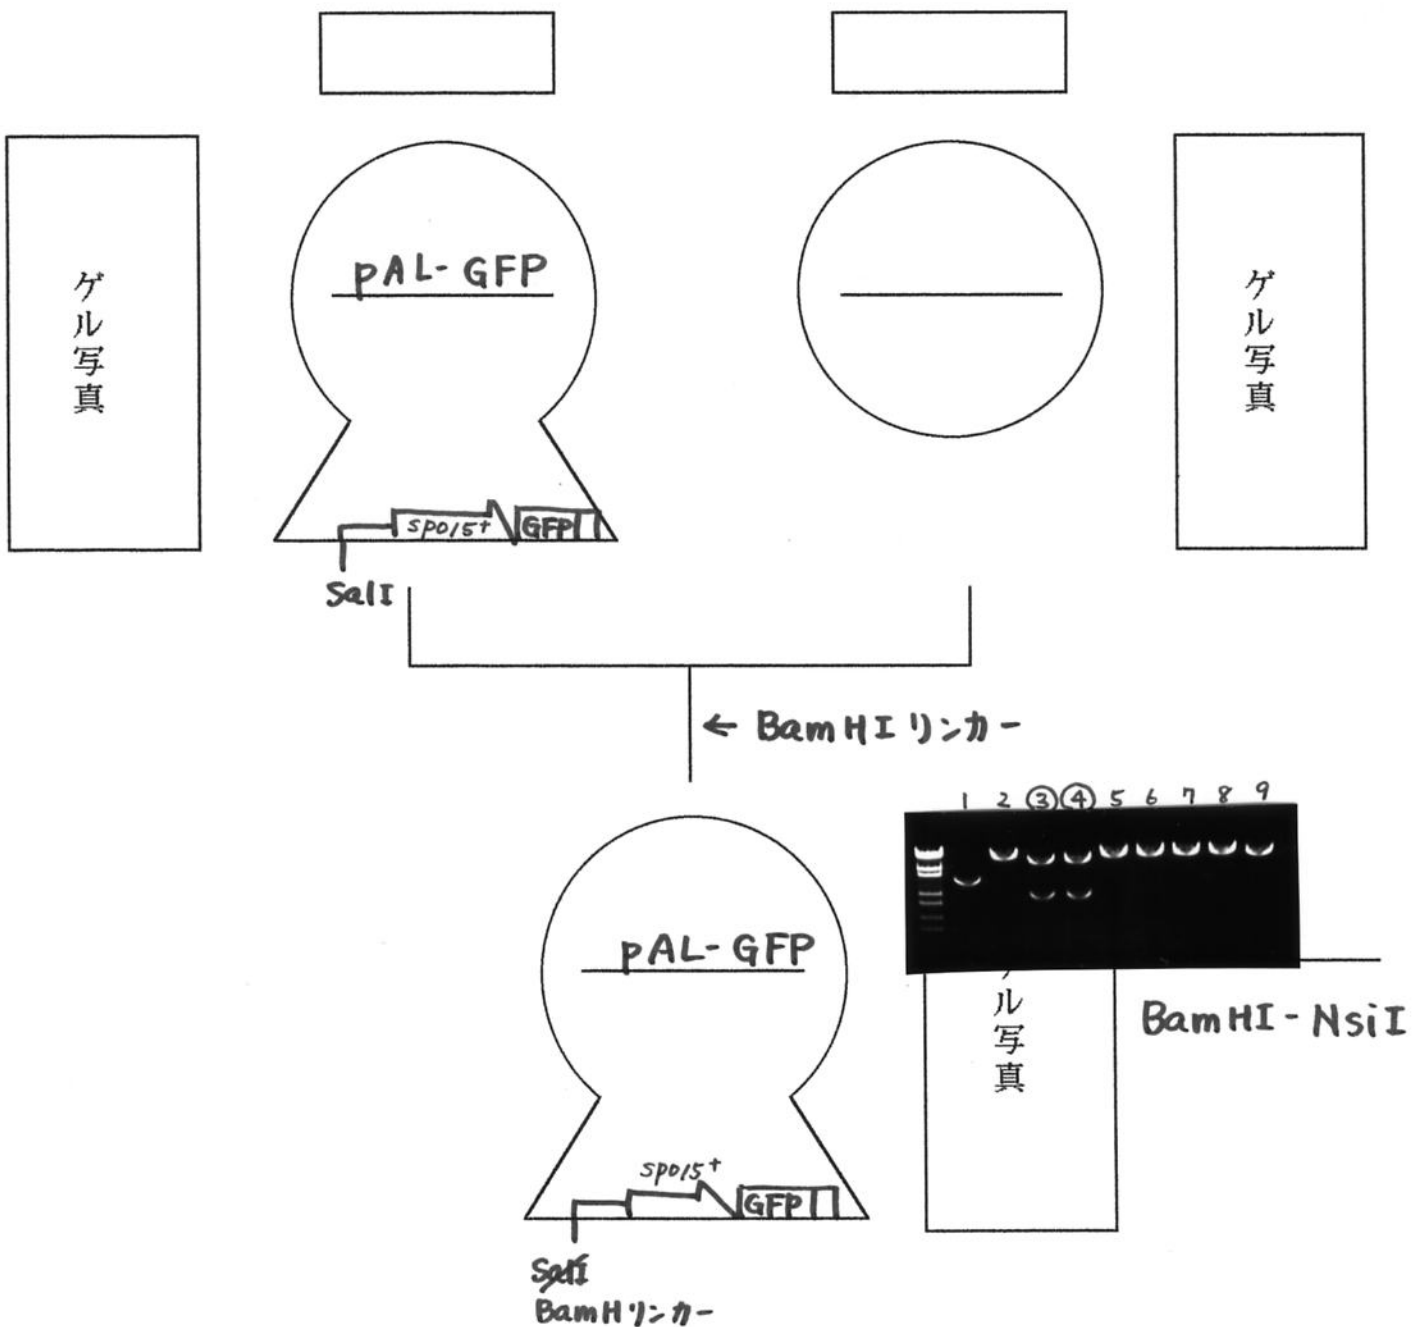 ゲル写真
pAL-GFP
ゲル写真
spo15+
GFP
SalI
← BamHIリンカー
1 2 ③ ④ 5 6 7 8 9
pAL-GFP
ル写真
BamHI-NsiI
spo15+
GFP
SalI
BamHリンカー